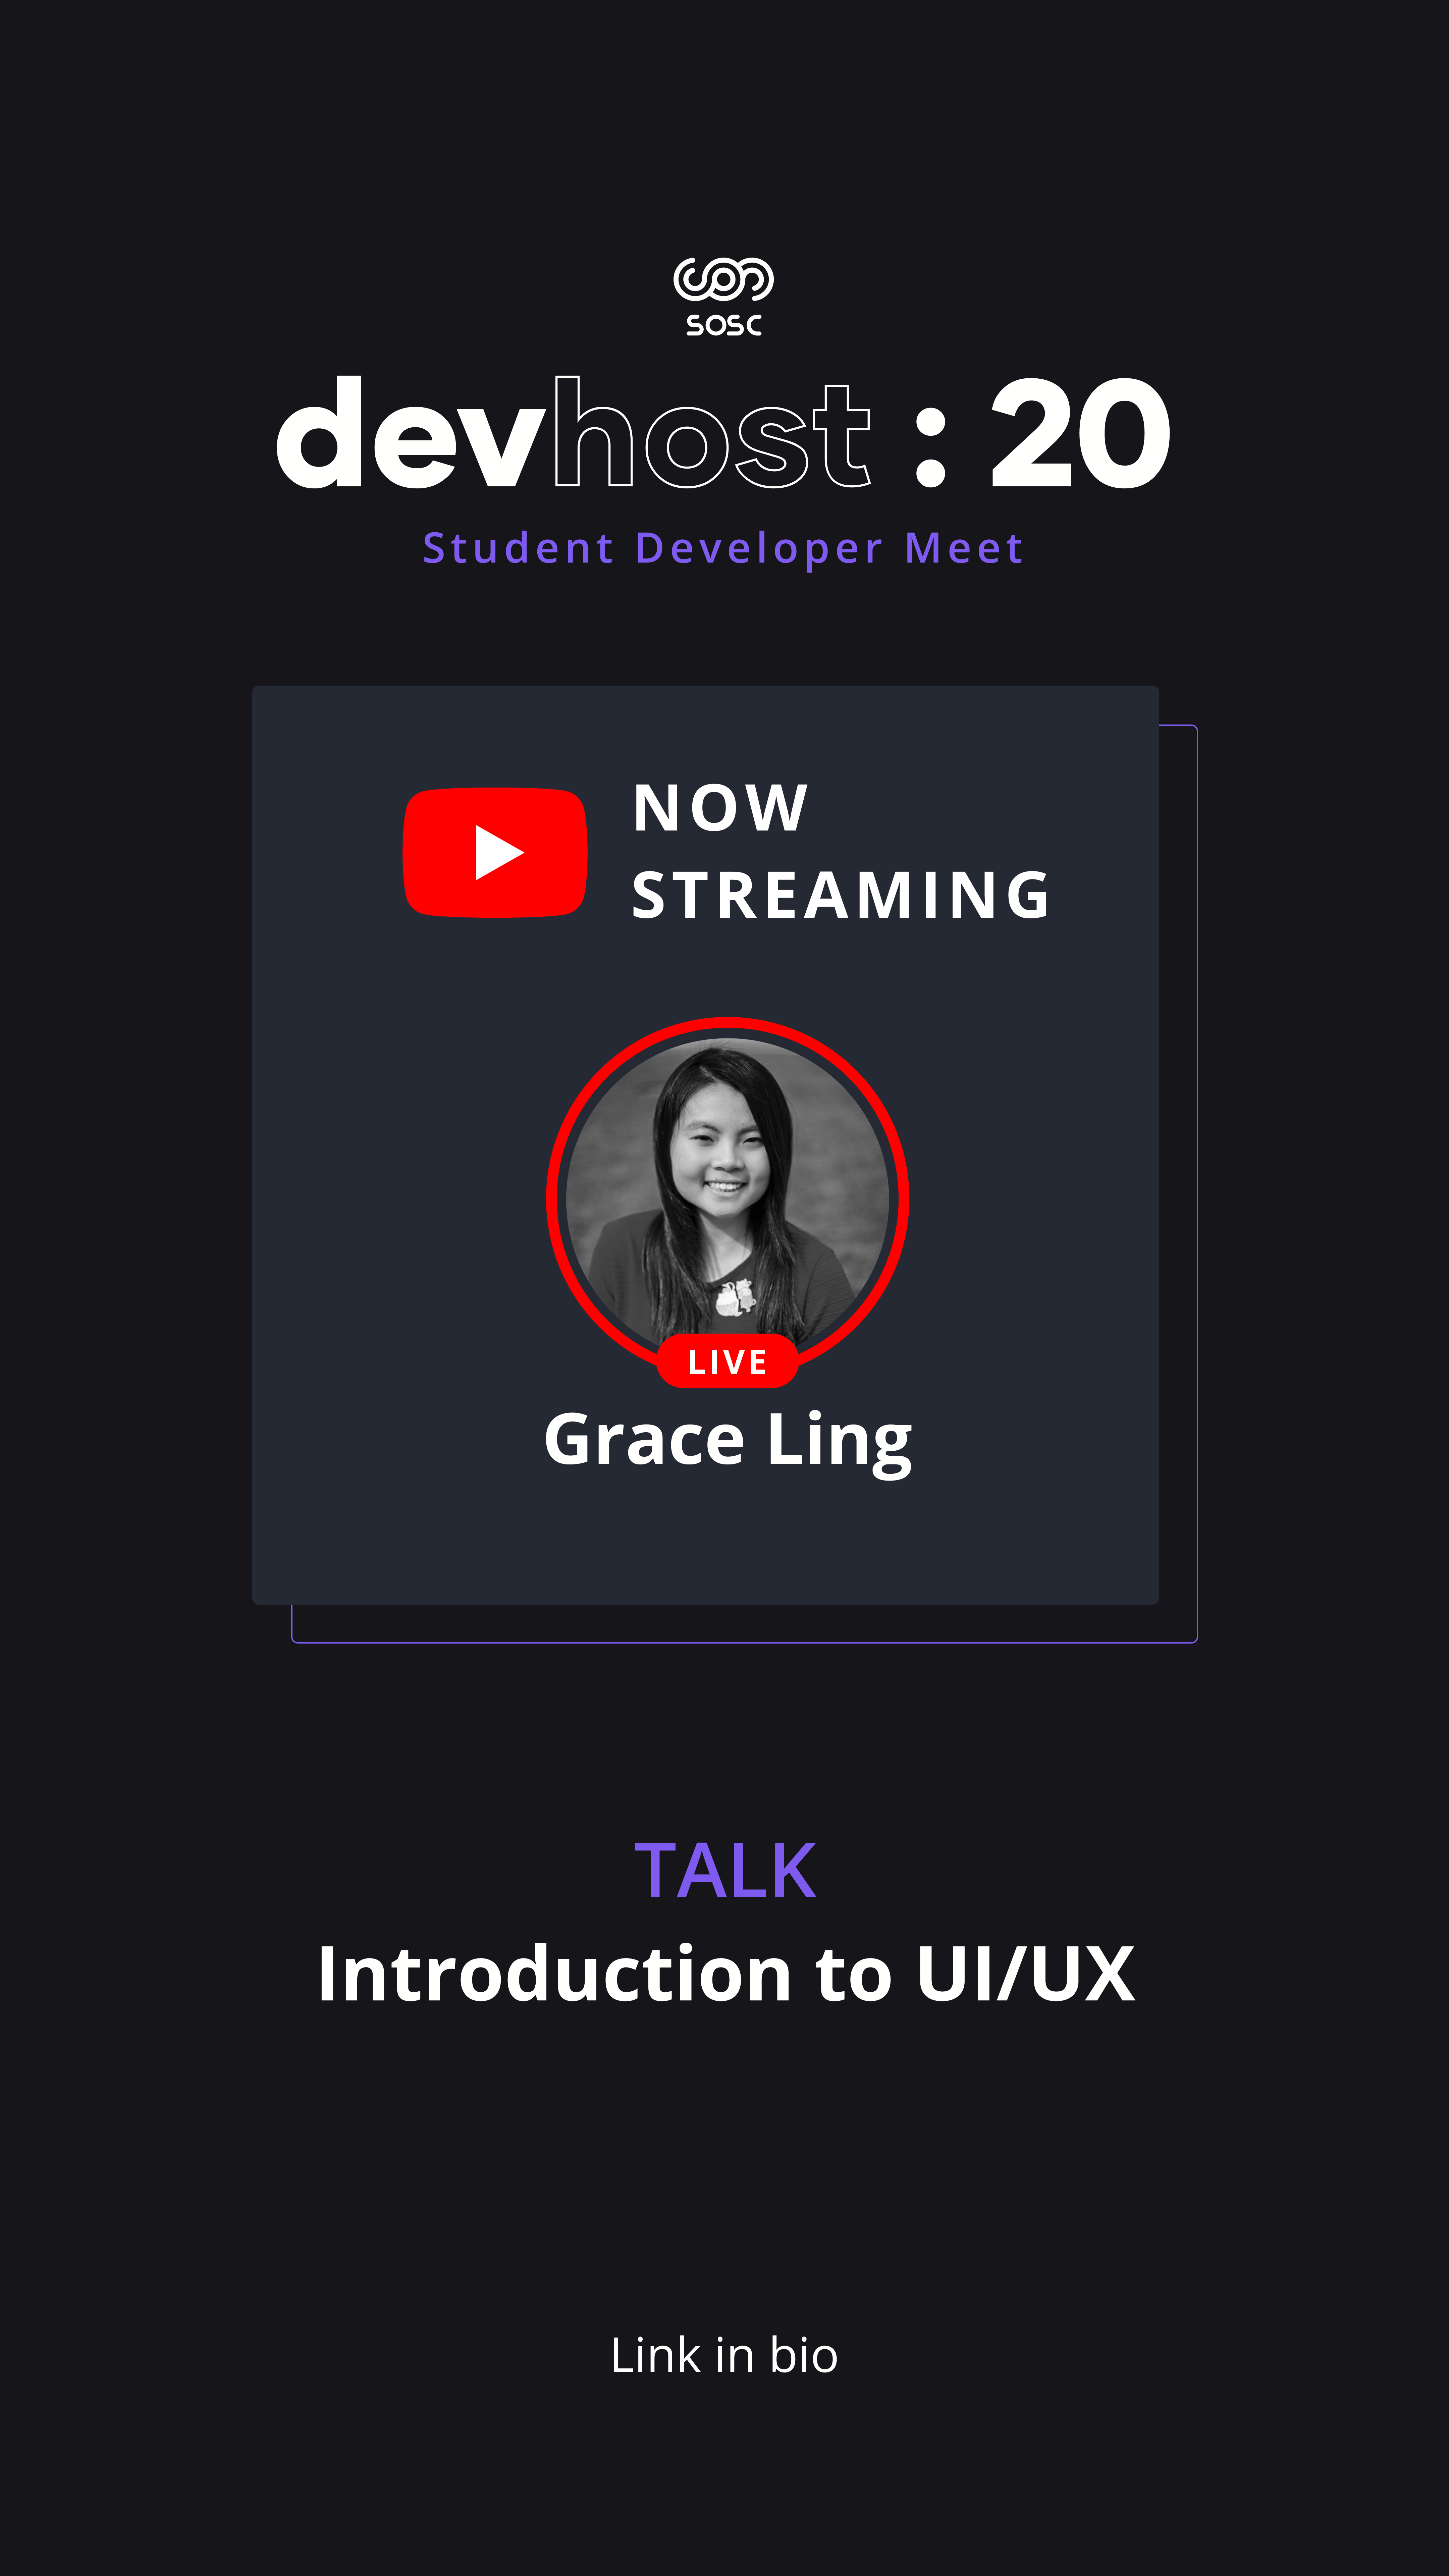 SOSC
devhost : 20
Student Developer Meet
NOW
STREAMING
LIVE
Grace Ling
TALK
Introduction to UI/UX
Link in bio